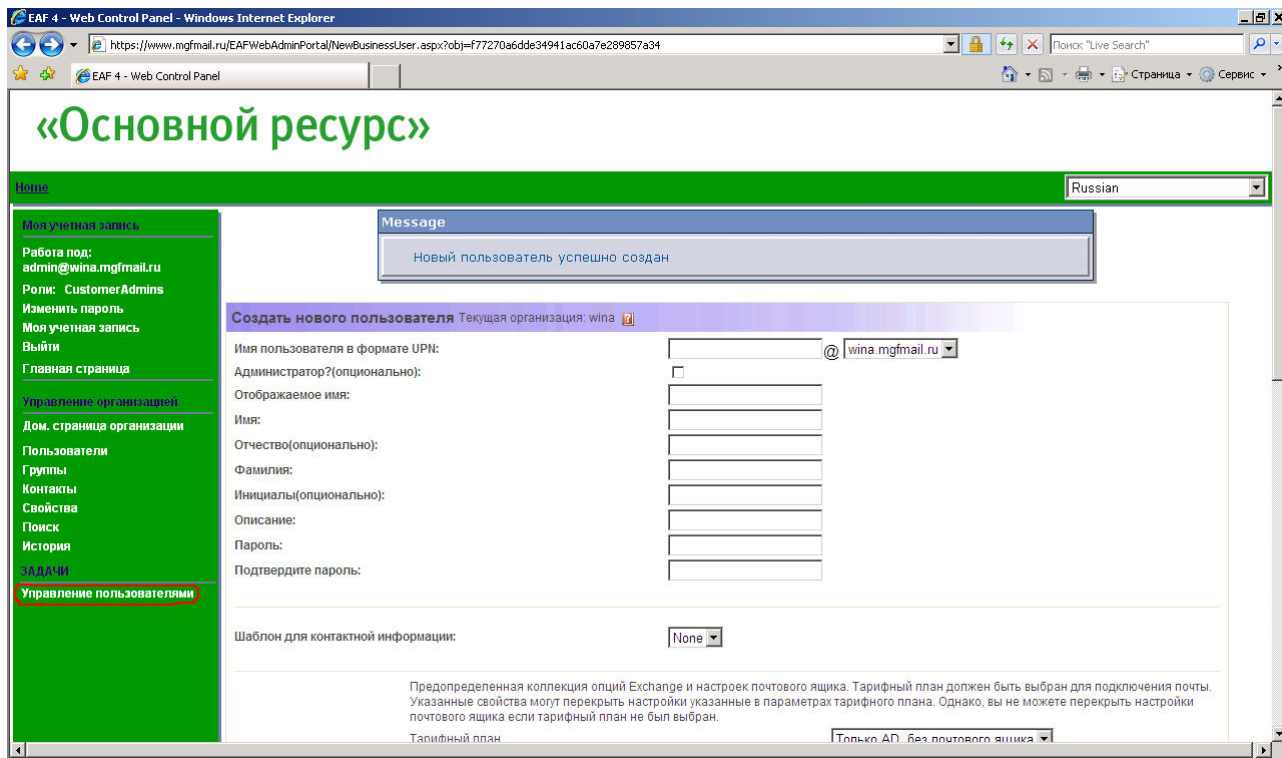 EAF 4 - Web Control Panel - Windows Internet Explorer
https://www.mgfmail.ru/EAFWebAdminPortal/NewBusinessUser.aspx?obj=f77270a6dde34941ac60a7e289857a34
Поиск "Live Search"
EAF 4 - Web Control Panel
Страница
Сервис
«Основной ресурс»
Home
Russian
Моя учетная запись
Работа под:
admin@wina.mgfmail.ru
Роли: CustomerAdmins
Изменить пароль
Моя учетная запись
Выйти
Главная страница
Управление организацией
Дом. страница организации
Пользователи
Группы
Контакты
Свойства
Поиск
История
ЗАДАЧИ
Управление пользователями
Message
Новый пользователь успешно создан
Создать нового пользователя Текущая организация: wina
Имя пользователя в формате UPN: @ wina.mgfmail.ru
Администратор?(опционально):
Отображаемое имя:
Имя:
Отчество(опционально):
Фамилия:
Инициалы(опционально):
Описание:
Пароль:
Подтвердите пароль:
Шаблон для контактной информации: None
Предопределенная коллекция опций Exchange и настроек почтового ящика. Тарифный план должен быть выбран для подключения почты.
Указанные свойства могут перекрыть настройки указанные в параметрах тарифного плана. Однако, вы не можете перекрыть настройки
почтового ящика если тарифный план не был выбран.
Тарифный план Только AD, без почтового ящика